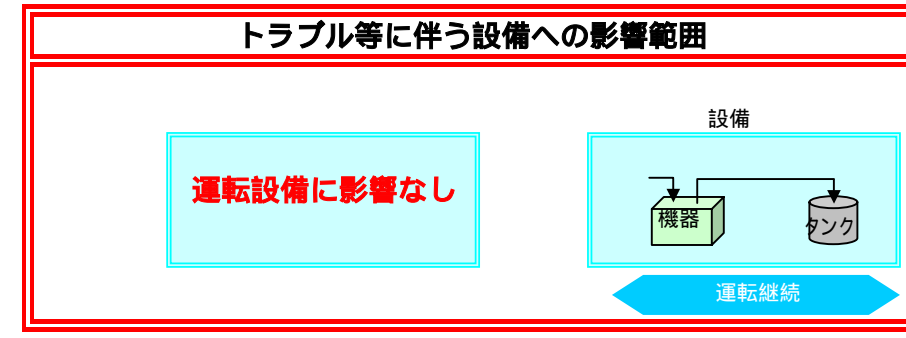 トラブル等に伴う設備への影響範囲
設備
運転設備に影響なし
機器
タンク
運転継続